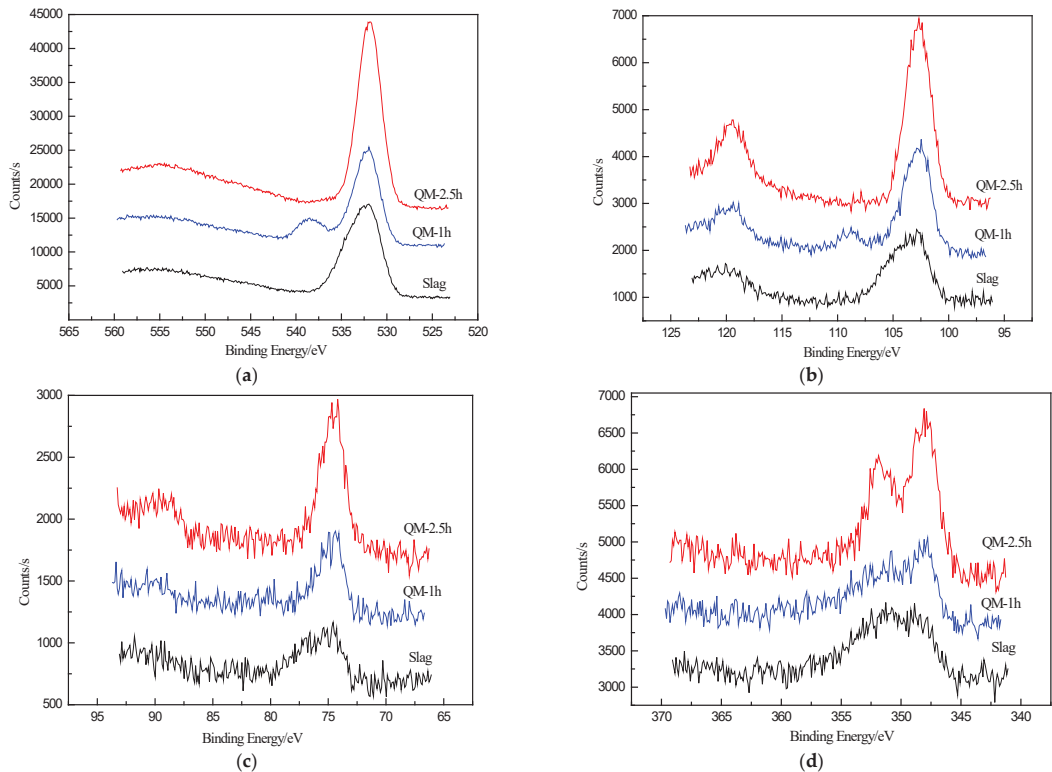 45000
40000
35000
30000
25000
20000
15000
10000
5000
Counts/s
QM-2.5h
QM-1h
Slag
565 560 555 550 545 540 535 530 525 520
Binding Energy/eV
(a)
7000
6000
5000
4000
3000
2000
1000
Counts/s
QM-2.5h
QM-1h
Slag
125 120 115 110 105 100 95
Binding Energy/eV
(b)
3000
2500
2000
1500
1000
500
Counts/s
QM-2.5h
QM-1h
Slag
95 90 85 80 75 70 65
Binding Energy/eV
(c)
7000
6500
6000
5500
5000
4500
4000
3500
3000
Counts/s
QM-2.5h
QM-1h
Slag
370 365 360 355 350 345 340
Binding Energy/eV
(d)